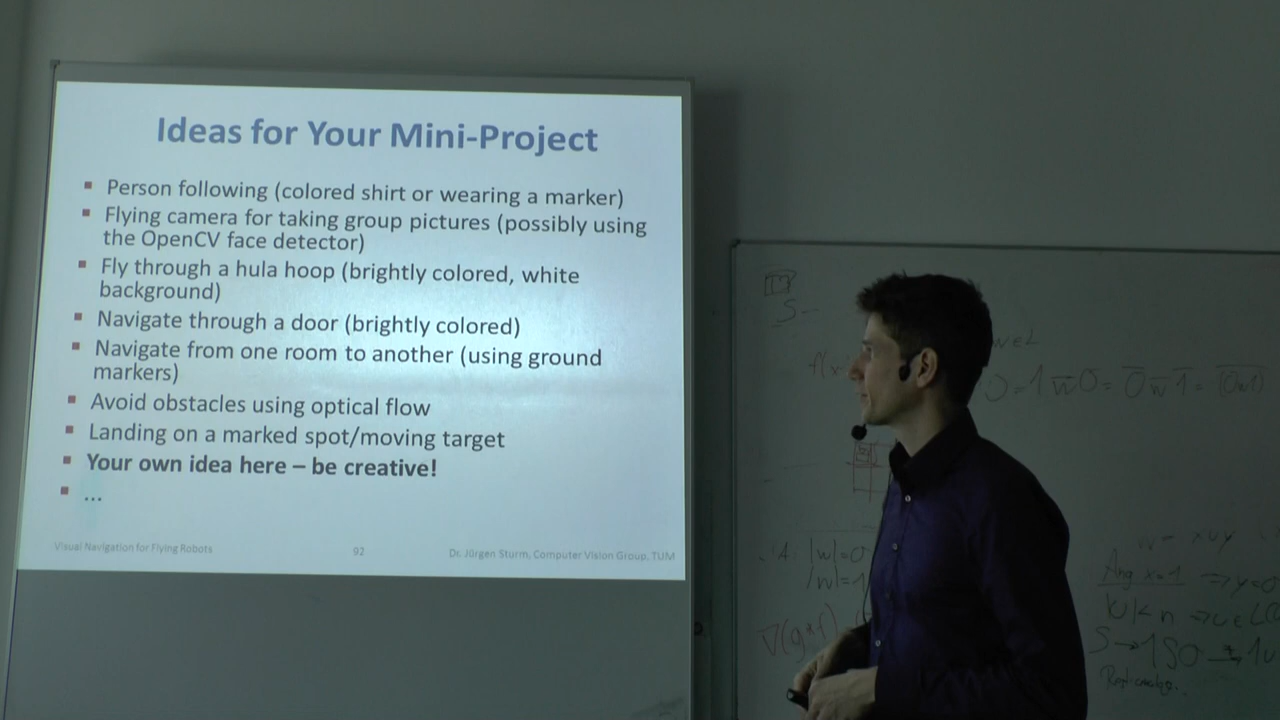 Ideas for Your Mini-Project
▪ Person following (colored shirt or wearing a marker)
▪ Flying camera for taking group pictures (possibly using
the OpenCV face detector)
▪ Fly through a hula hoop (brightly colored, white
background)
▪ Navigate through a door (brightly colored)
▪ Navigate from one room to another (using ground
markers)
▪ Avoid obstacles using optical flow
▪ Landing on a marked spot/moving target
▪ Your own idea here – be creative!
▪ ...
Visual Navigation for Flying Robots
92
Dr. Jürgen Sturm, Computer Vision Group, TUM
S–
w∈L
|w|=0
∇(g*f)
Ang x=1